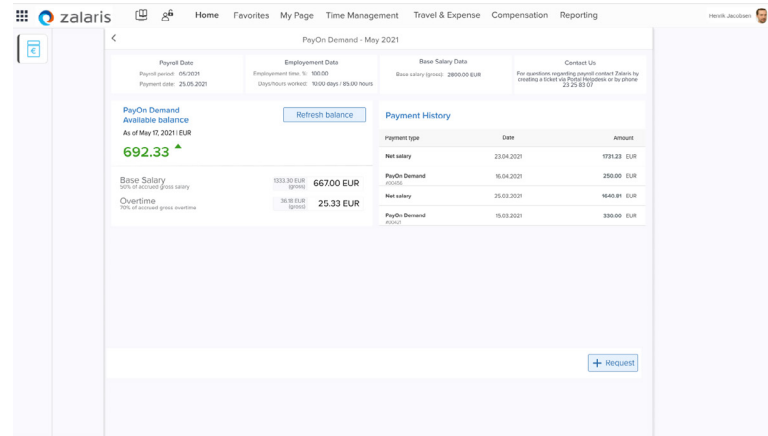 zalaris
Home Favorites My Page Time Management Travel & Expense Compensation Reporting
Henrik Jacobsen
PayOn Demand - May 2021
Payroll Date
Payroll period: 05/2021
Payment date: 25.05.2021
Employment Data
Employement time, %: 100.00
Days/hours worked: 10.00 days / 85.00 hours
Base Salary Data
Base salary (gross): 2800.00 EUR
Contact Us
For questions regarding payroll contact Zalaris by
creating a ticket via Portal Helpdesk or by phone
23 25 83 07
PayOn Demand
Available balance
Refresh balance
As of May 17, 2021 | EUR
692.33
Base Salary
50% of accrued gross salary
1333.30 EUR
(gross)
667.00 EUR
Overtime
70% of accrued gross overtime
36.18 EUR
(gross)
25.33 EUR
Payment History
Payment type Date Amount
Net salary 23.04.2021 1731.23 EUR
PayOn Demand 16.04.2021 250.00 EUR
Net salary 25.03.2021 1640.81 EUR
PayOn Demand 15.03.2021 330.00 EUR
+ Request